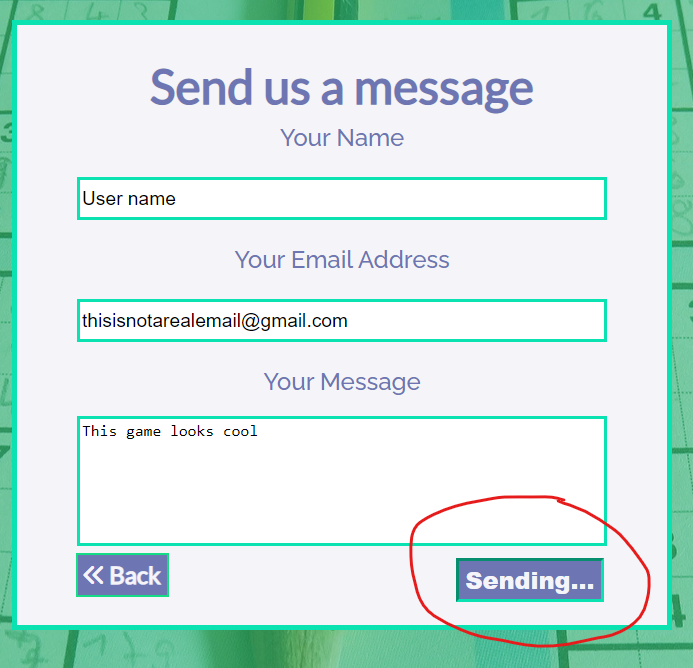 Send us a message
Your Name
User name
Your Email Address
thisisnotarealemail@gmail.com
Your Message
This game looks cool
« Back
Sending...